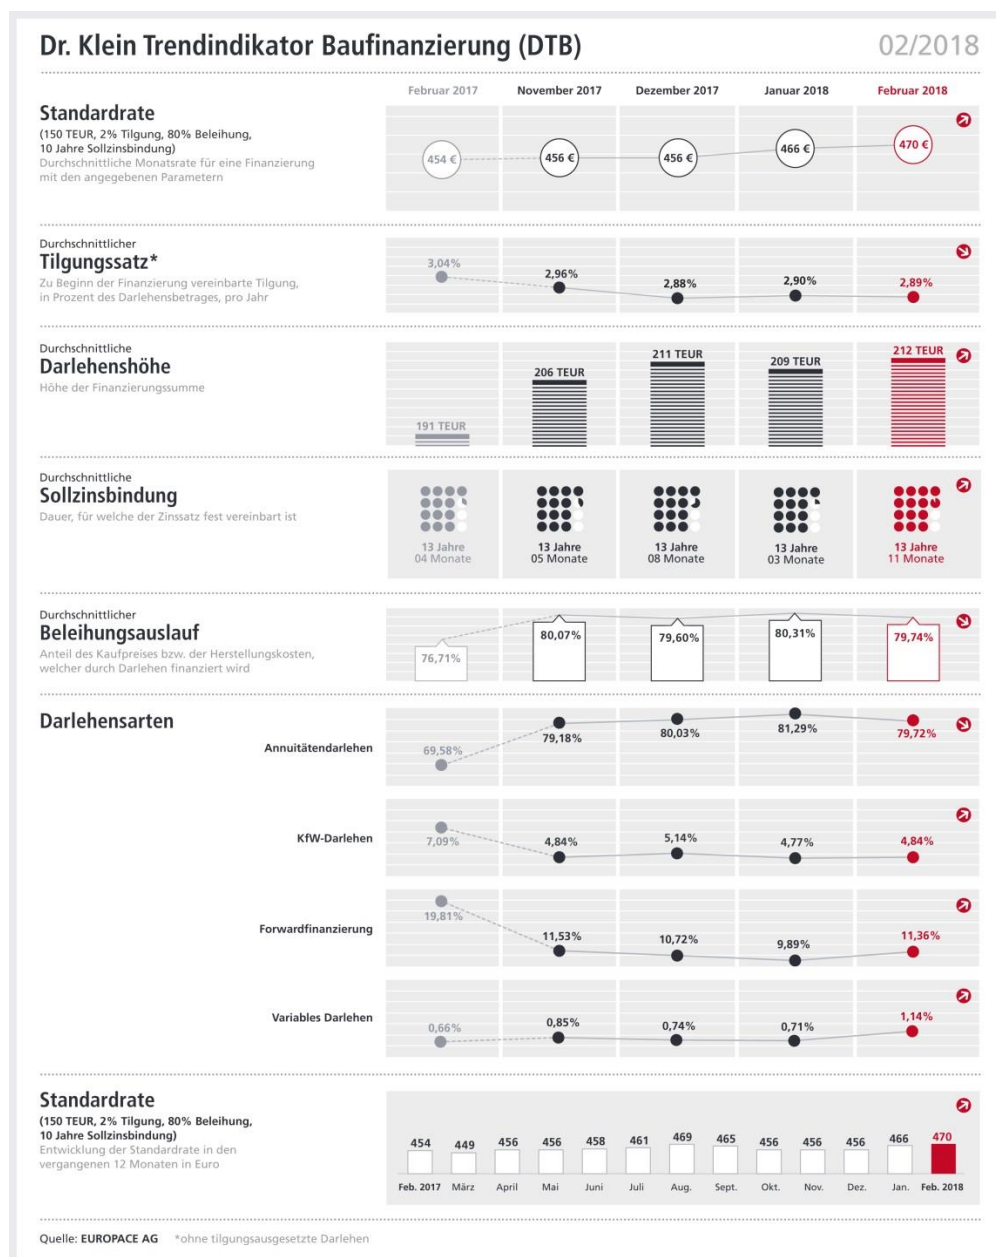 Dr. Klein Trendindikator Baufinanzierung (DTB)
02/2018
Februar 2017 November 2017 Dezember 2017 Januar 2018 Februar 2018
Standardrate
(150 TEUR, 2% Tilgung, 80% Beleihung,
10 Jahre Sollzinsbindung)
Durchschnittliche Monatsrate für eine Finanzierung
mit den angegebenen Parametern
454 € 456 € 456 € 466 € 470 €
Durchschnittlicher
Tilgungssatz*
Zu Beginn der Finanzierung vereinbarte Tilgung,
in Prozent des Darlehensbetrages, pro Jahr
3,04% 2,96% 2,88% 2,90% 2,89%
Durchschnittliche
Darlehenshöhe
Höhe der Finanzierungssumme
191 TEUR 206 TEUR 211 TEUR 209 TEUR 212 TEUR
Durchschnittliche
Sollzinsbindung
Dauer, für welche der Zinssatz fest vereinbart ist
13 Jahre 13 Jahre 13 Jahre 13 Jahre 13 Jahre
04 Monate 05 Monate 08 Monate 03 Monate 11 Monate
Durchschnittlicher
Beleihungsauslauf
Anteil des Kaufpreises bzw. der Herstellungskosten,
welcher durch Darlehen finanziert wird
76,71% 80,07% 79,60% 80,31% 79,74%
Darlehensarten
Annuitätendarlehen
69,58% 79,18% 80,03% 81,29% 79,72%
KfW-Darlehen
7,09% 4,84% 5,14% 4,77% 4,84%
Forwardfinanzierung
19,81% 11,53% 10,72% 9,89% 11,36%
Variables Darlehen
0,66% 0,85% 0,74% 0,71% 1,14%
Standardrate
(150 TEUR, 2% Tilgung, 80% Beleihung,
10 Jahre Sollzinsbindung)
Entwicklung der Standardrate in den
vergangenen 12 Monaten in Euro
454 449 456 456 458 461 469 465 456 456 456 466 470
Feb. 2017 März April Mai Juni Juli Aug. Sept. Okt. Nov. Dez. Jan. Feb. 2018
Quelle: EUROPACE AG *ohne tilgungsausgesetzte Darlehen